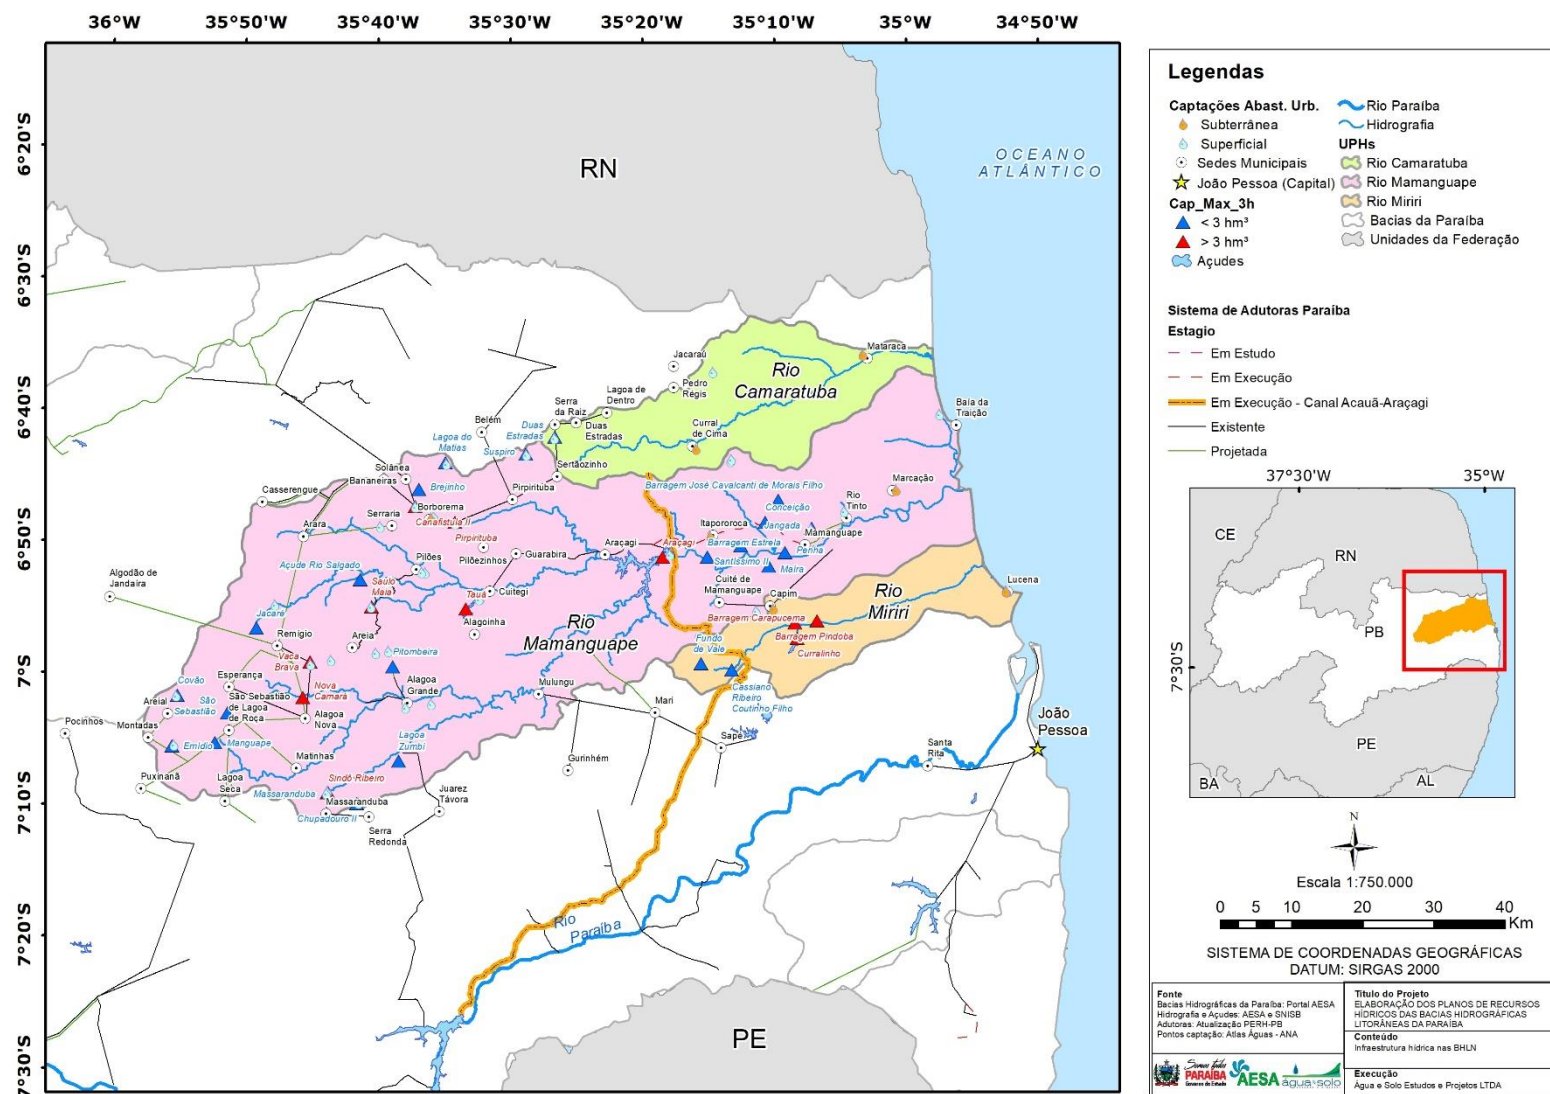 36°0'W
35°50'W
35°40'W
35°30'W
35°20'W
35°10'W
35°0'W
34°50'W
6°20'S
6°30'S
6°40'S
6°50'S
7°0'S
7°10'S
7°20'S
7°30'S
RN
OCEANO
ATLÂNTICO
Mataraca
Jacaraú
Rio
Camaratuba
Pedro
Régis
Lagoa de
Dentro
Serra
da Raiz
Duas
Estradas
Duas
Estradas
Baía da
Traição
Belém
Curral
de Cima
Lagoa do
Matias
Suspiro
Sertãozinho
Solânea
Bananeiras
Brejinho
Pirpirituba
Barragem José Cavalcanti de Morais Filho
Marcação
Casserengue
Borborema
Conceição
Rio
Tinto
Serraria
Canafístula II
Jangada
Arara
Itapororoca
Mamanguape
Pirpirituba
Araçagi
Barragem Estrela
Penha
Pilõezinhos
Guarabira
Araçagi
Santíssimo II
Maíra
Açude Rio Salgado
Pilões
Algodão de
Jandaíra
Saulo
Maia
Tauá
Cuitegi
Cuité de
Mamanguape
Capim
Rio
Miriri
Lucena
Jacaré
Alagoinha
Rio
Mamanguape
Barragem Carapucema
Remígio
Areia
Barragem Pindoba
Curralinho
Vaca
Brava
Pitombeira
Fundo
de Vale
Esperança
Covão
Nova
Camará
Alagoa
Grande
Mulungu
Cassiano
Ribeiro
Coutinho Filho
São Sebastião
de Lagoa
de Roça
São
Sebastião
Areial
Montadas
Alagoa
Nova
Mari
Pocinhos
João
Pessoa
Emídio
Manguape
Lagoa
Zumbi
Sapé
Santa
Rita
Matinhas
Gurinhém
Puxinanã
Lagoa
Seca
Sindô Ribeiro
Massaranduba
Massaranduba
Juarez
Távora
Chupadouro II
Serra
Redonda
Rio
Paraíba
PE
Legendas
Captações Abast. Urb.
Subterrânea
Superficial
Sedes Municipais
João Pessoa (Capital)
Cap_Max_3h
< 3 hm³
> 3 hm³
Açudes
Rio Paraíba
Hidrografia
UPHs
Rio Camaratuba
Rio Mamanguape
Rio Miriri
Bacias da Paraíba
Unidades da Federação
Sistema de Adutoras Paraíba
Estagio
Em Estudo
Em Execução
Em Execução - Canal Acauã-Araçagi
Existente
Projetada
37°30'W
35°0'W
7°30'S
CE
RN
PB
PE
BA
AL
N
Escala 1:750.000
0 5 10 20 30 40
Km
SISTEMA DE COORDENADAS GEOGRÁFICAS
DATUM: SIRGAS 2000
Fonte
Bacias Hidrográficas da Paraíba: Portal AESA
Hidrografia e Açudes: AESA e SNISB
Adutoras: Atualização PERH-PB
Pontos captação: Atlas Águas - ANA
Título do Projeto
ELABORAÇÃO DOS PLANOS DE RECURSOS
HÍDRICOS DAS BACIAS HIDROGRÁFICAS
LITORÂNEAS DA PARAÍBA
Conteúdo
Infraestrutura hídrica nas BHLN
Execução
Água e Solo Estudos e Projetos LTDA
Somos todos
PARAÍBA
Governo do Estado
AESA
água e solo